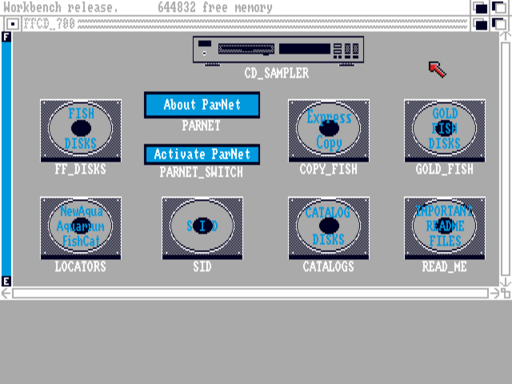 Workbench release. 644832 free memory
FFCD_700
F
CD_SAMPLER
FISH
DISKS
FF_DISKS
About ParNet
PARNET
Activate ParNet
PARNET_SWITCH
Express
Copy
COPY_FISH
GOLD
FISH
DISKS
GOLD_FISH
NewAqua
Aquarium
FishCat
LOCATORS
S I D
SID
CATALOG
DISKS
CATALOGS
IMPORTANT
README
FILES
READ_ME
E